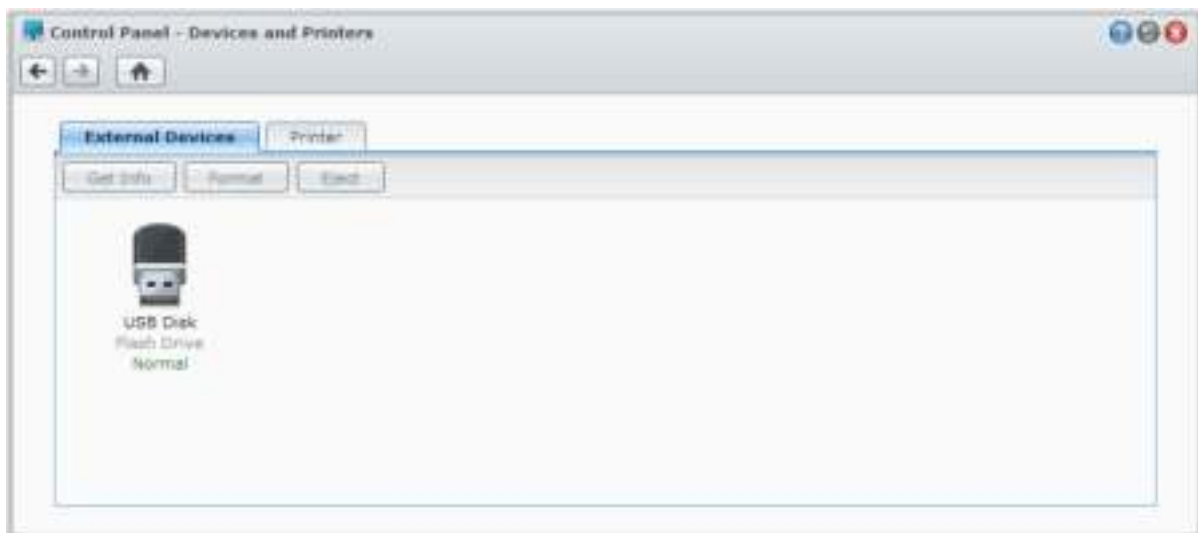 Control Panel - Devices and Printers
External Devices Printer
Get Info Format Eject
USB Disk
Flash Drive
Normal